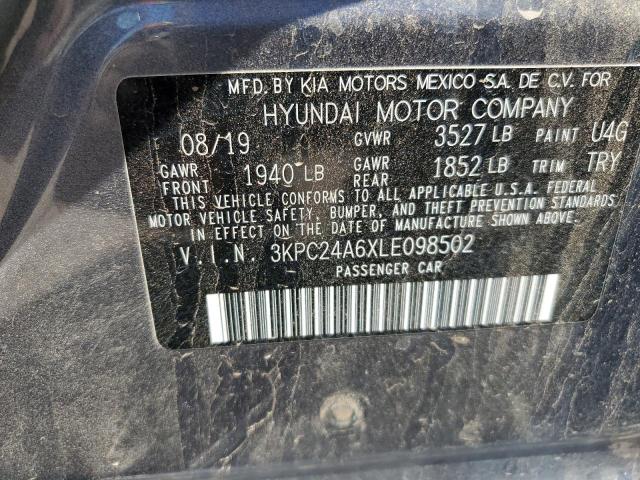 MFD. BY KIA MOTORS MEXICO S.A. DE C.V. FOR
HYUNDAI MOTOR COMPANY
08/19 GVWR 3527 LB PAINT U4G
GAWR FRONT 1940 LB GAWR REAR 1852 LB TRIM TRY
THIS VEHICLE CONFORMS TO ALL APPLICABLE U.S.A. FEDERAL
MOTOR VEHICLE SAFETY, BUMPER, AND THEFT PREVENTION STANDARDS
IN EFFECT ON THE DATE OF MANUFACTURE SHOWN ABOVE.
V.I.N. 3KPC24A6XLE098502
PASSENGER CAR